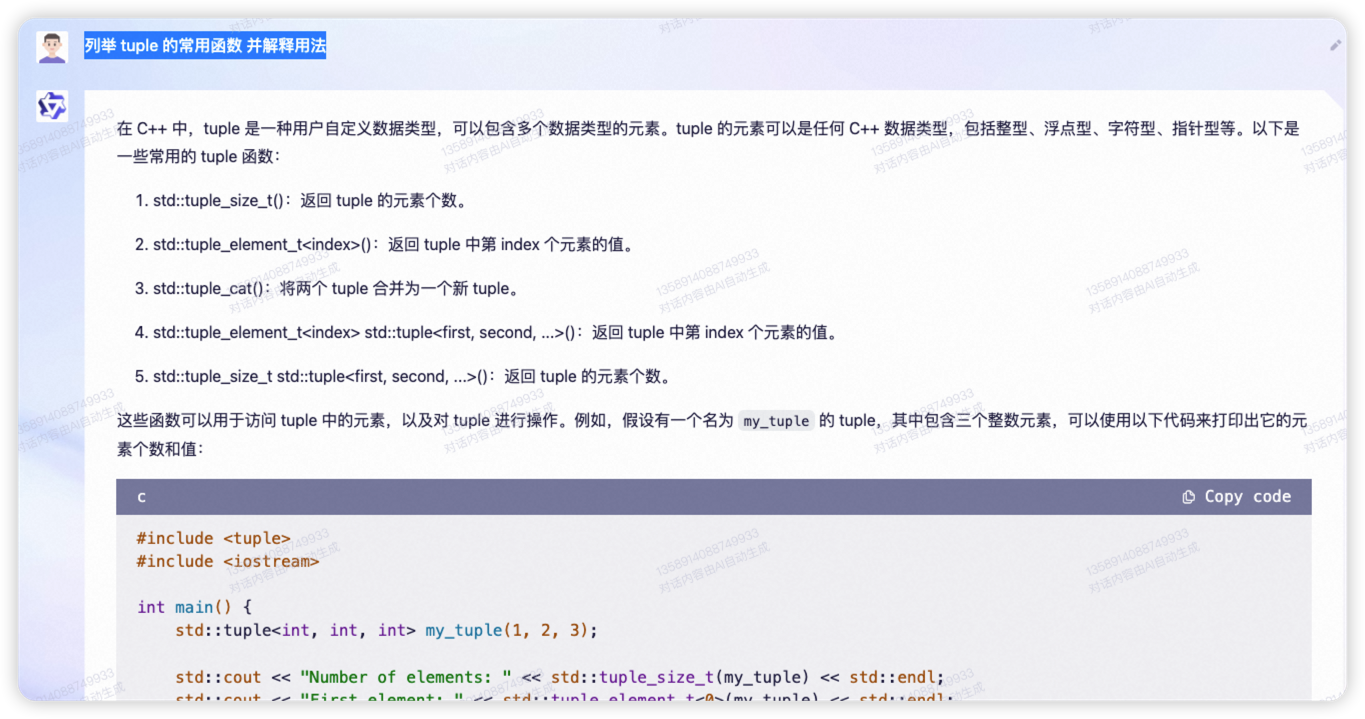 列举 tuple 的常用函数 并解释用法
在 C++ 中，tuple 是一种用户自定义数据类型，可以包含多个数据类型的元素。tuple 的元素可以是任何 C++ 数据类型，包括整型、浮点型、字符型、指针型等。以下是
一些常用的 tuple 函数：
1. std::tuple_size_t()：返回 tuple 的元素个数。
2. std::tuple_element_t<index>()：返回 tuple 中第 index 个元素的值。
3. std::tuple_cat()：将两个 tuple 合并为一个新 tuple。
4. std::tuple_element_t<index> std::tuple<first, second, ...>()：返回 tuple 中第 index 个元素的值。
5. std::tuple_size_t std::tuple<first, second, ...>()：返回 tuple 的元素个数。
这些函数可以用于访问 tuple 中的元素，以及对 tuple 进行操作。例如，假设有一个名为 my_tuple 的 tuple，其中包含三个整数元素，可以使用以下代码来打印出它的元
素个数和值：
c
Copy code
#include <tuple>
#include <iostream>
int main() {
std::tuple<int, int, int> my_tuple(1, 2, 3);
std::cout << "Number of elements: " << std::tuple_size_t(my_tuple) << std::endl;
std::cout << "First element: " << std::tuple_element_t<0>(my_tuple) << std::endl;
1358914088749933
对话内容由AI自动生成